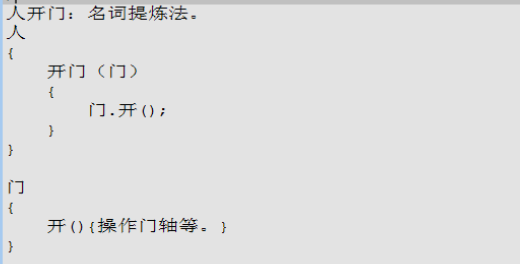 人开门：名词提炼法。
人
{
开门（门）
{
门.开();
}
}
门
{
开(){操作门轴等。}
}